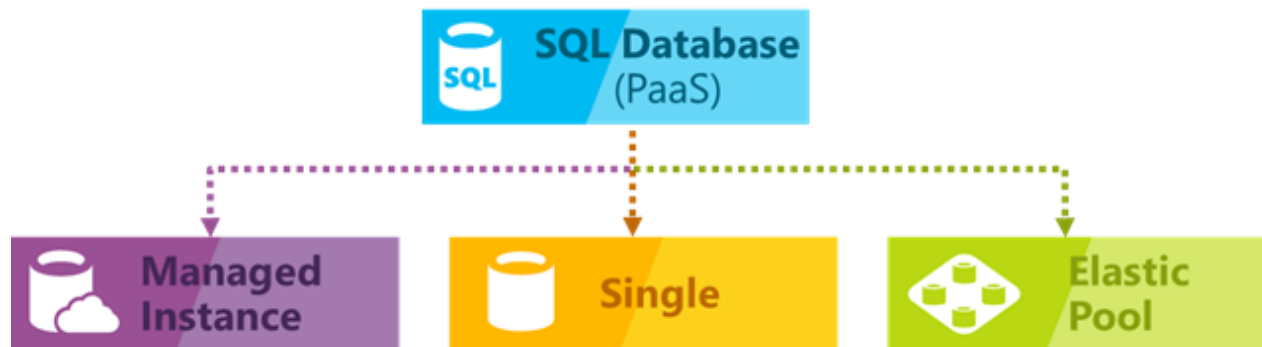 SQL
SQL Database
(PaaS)
Managed
Instance
Single
Elastic
Pool